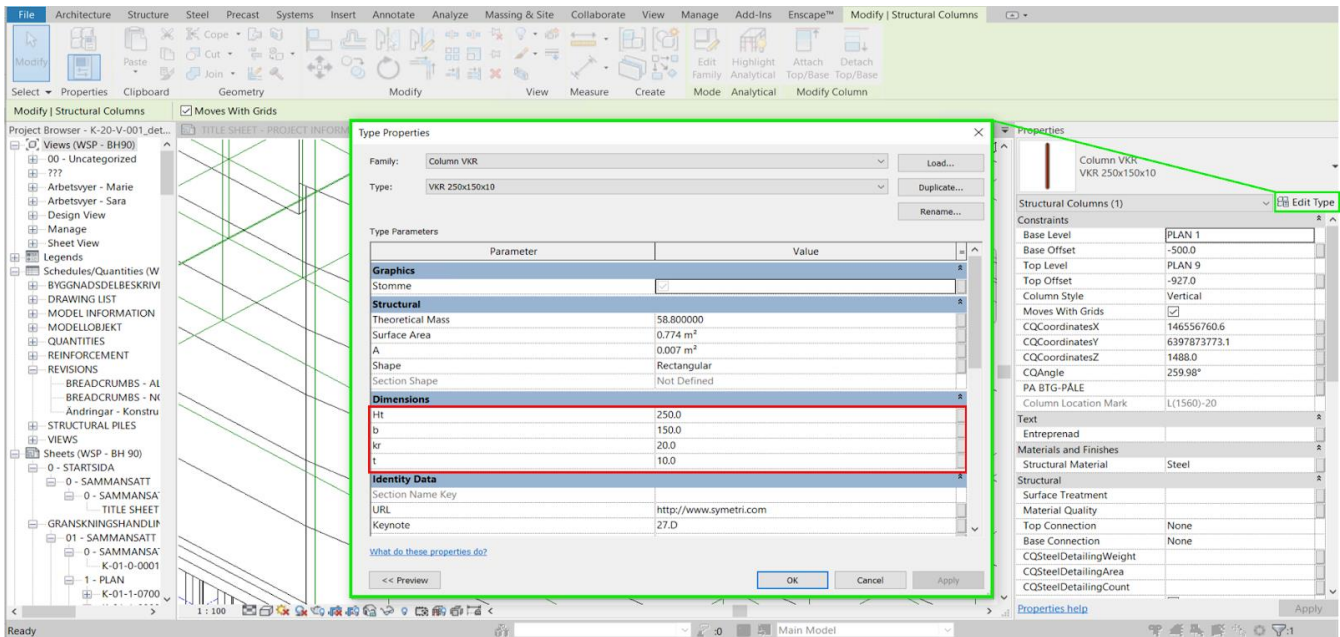 File Architecture Structure Steel Precast Systems Insert Annotate Analyze Massing & Site Collaborate View Manage Add-Ins Enscape™ Modify | Structural Columns
Modify
Paste
Cope
Cut
Join
Edit Family
Highlight Analytical
Attach Top/Base
Detach Top/Base
Select Properties Clipboard Geometry Modify View Measure Create Mode Analytical Modify Column
Modify | Structural Columns Moves With Grids
Project Browser - K-20-V-001_det...
Views (WSP - BH90)
00 - Uncategorized
???
Arbetsvyer - Marie
Arbetsvyer - Sara
Design View
Manage
Sheet View
Legends
Schedules/Quantities (W
BYGGNADSDELBESKRIVI
DRAWING LIST
MODEL INFORMATION
MODELLOBJEKT
QUANTITIES
REINFORCEMENT
REVISIONS
BREADCRUMBS - AL
BREADCRUMBS - NO
Ändringar - Konstru
STRUCTURAL PILES
VIEWS
Sheets (WSP - BH 90)
0 - STARTSIDA
0 - SAMMANSATT
0 - SAMMANSA
TITLE SHEET
GRANSKNINGSHANDLIN
01 - SAMMANSATT
0 - SAMMANSA
K-01-0-0001
1 - PLAN
K-01-1-0700
TITLE SHEET - PROJECT INFORM
Type Properties
Family: Column VKR Load...
Type: VKR 250x150x10 Duplicate...
Rename...
Type Parameters
Parameter Value =
Graphics
Stomme
Structural
Theoretical Mass 58.800000
Surface Area 0.774 m²
A 0.007 m²
Shape Rectangular
Section Shape Not Defined
Dimensions
Ht 250.0
b 150.0
kr 20.0
t 10.0
Identity Data
Section Name Key
URL http://www.symetri.com
Keynote 27.D
What do these properties do?
<< Preview OK Cancel Apply
Properties
Column VKR
VKR 250x150x10
Structural Columns (1) Edit Type
Constraints
Base Level PLAN 1
Base Offset -500.0
Top Level PLAN 9
Top Offset -927.0
Column Style Vertical
Moves With Grids
CQCoordinatesX 146556760.6
CQCoordinatesY 6397873773.1
CQCoordinatesZ 1488.0
CQAngle 259.98°
PA BTG-PÅLE
Column Location Mark L(1560)-20
Text
Entreprenad
Materials and Finishes
Structural Material Steel
Structural
Surface Treatment
Material Quality
Top Connection None
Base Connection None
CQSteelDetailingWeight
CQSteelDetailingArea
CQSteelDetailingCount
Properties help Apply
1 : 100
Ready :0 Main Model :1